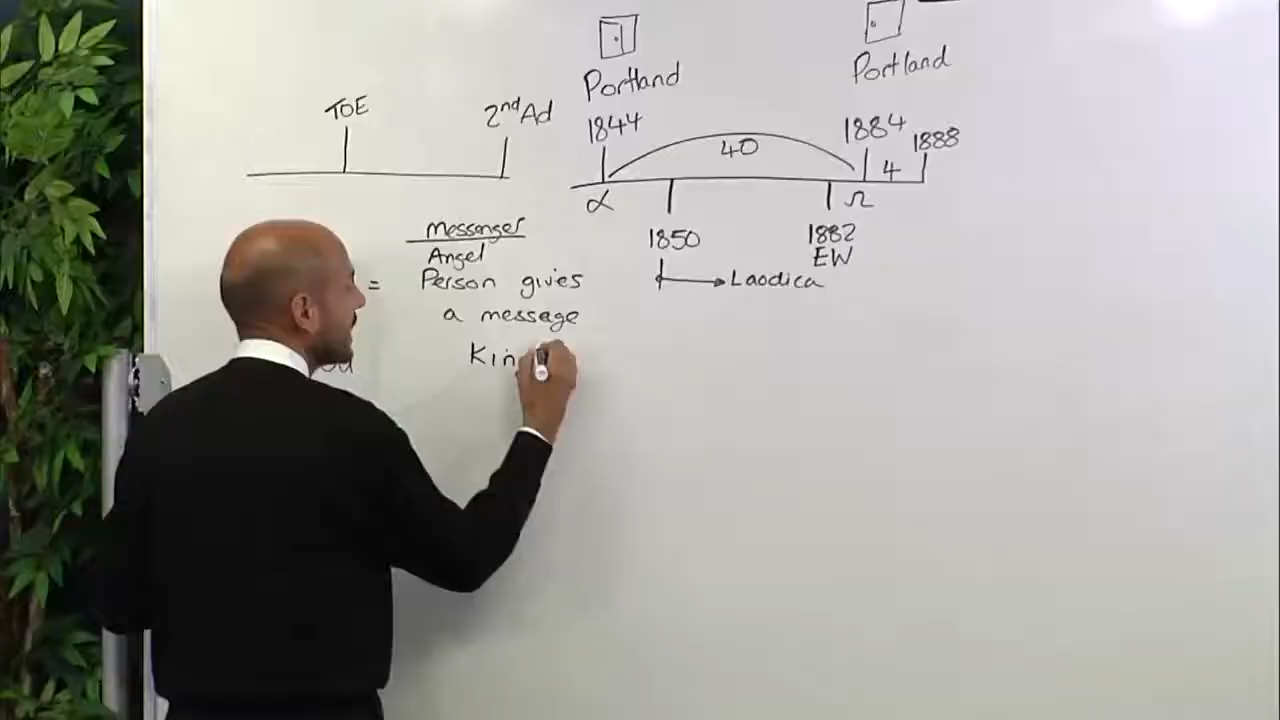 TOE
2nd Ad
Messenger
Angel
= Person gives
a message
Kin
Portland
Portland
1844
1884
1888
40
4
α
Ω
1850
1882
EW
Laodica